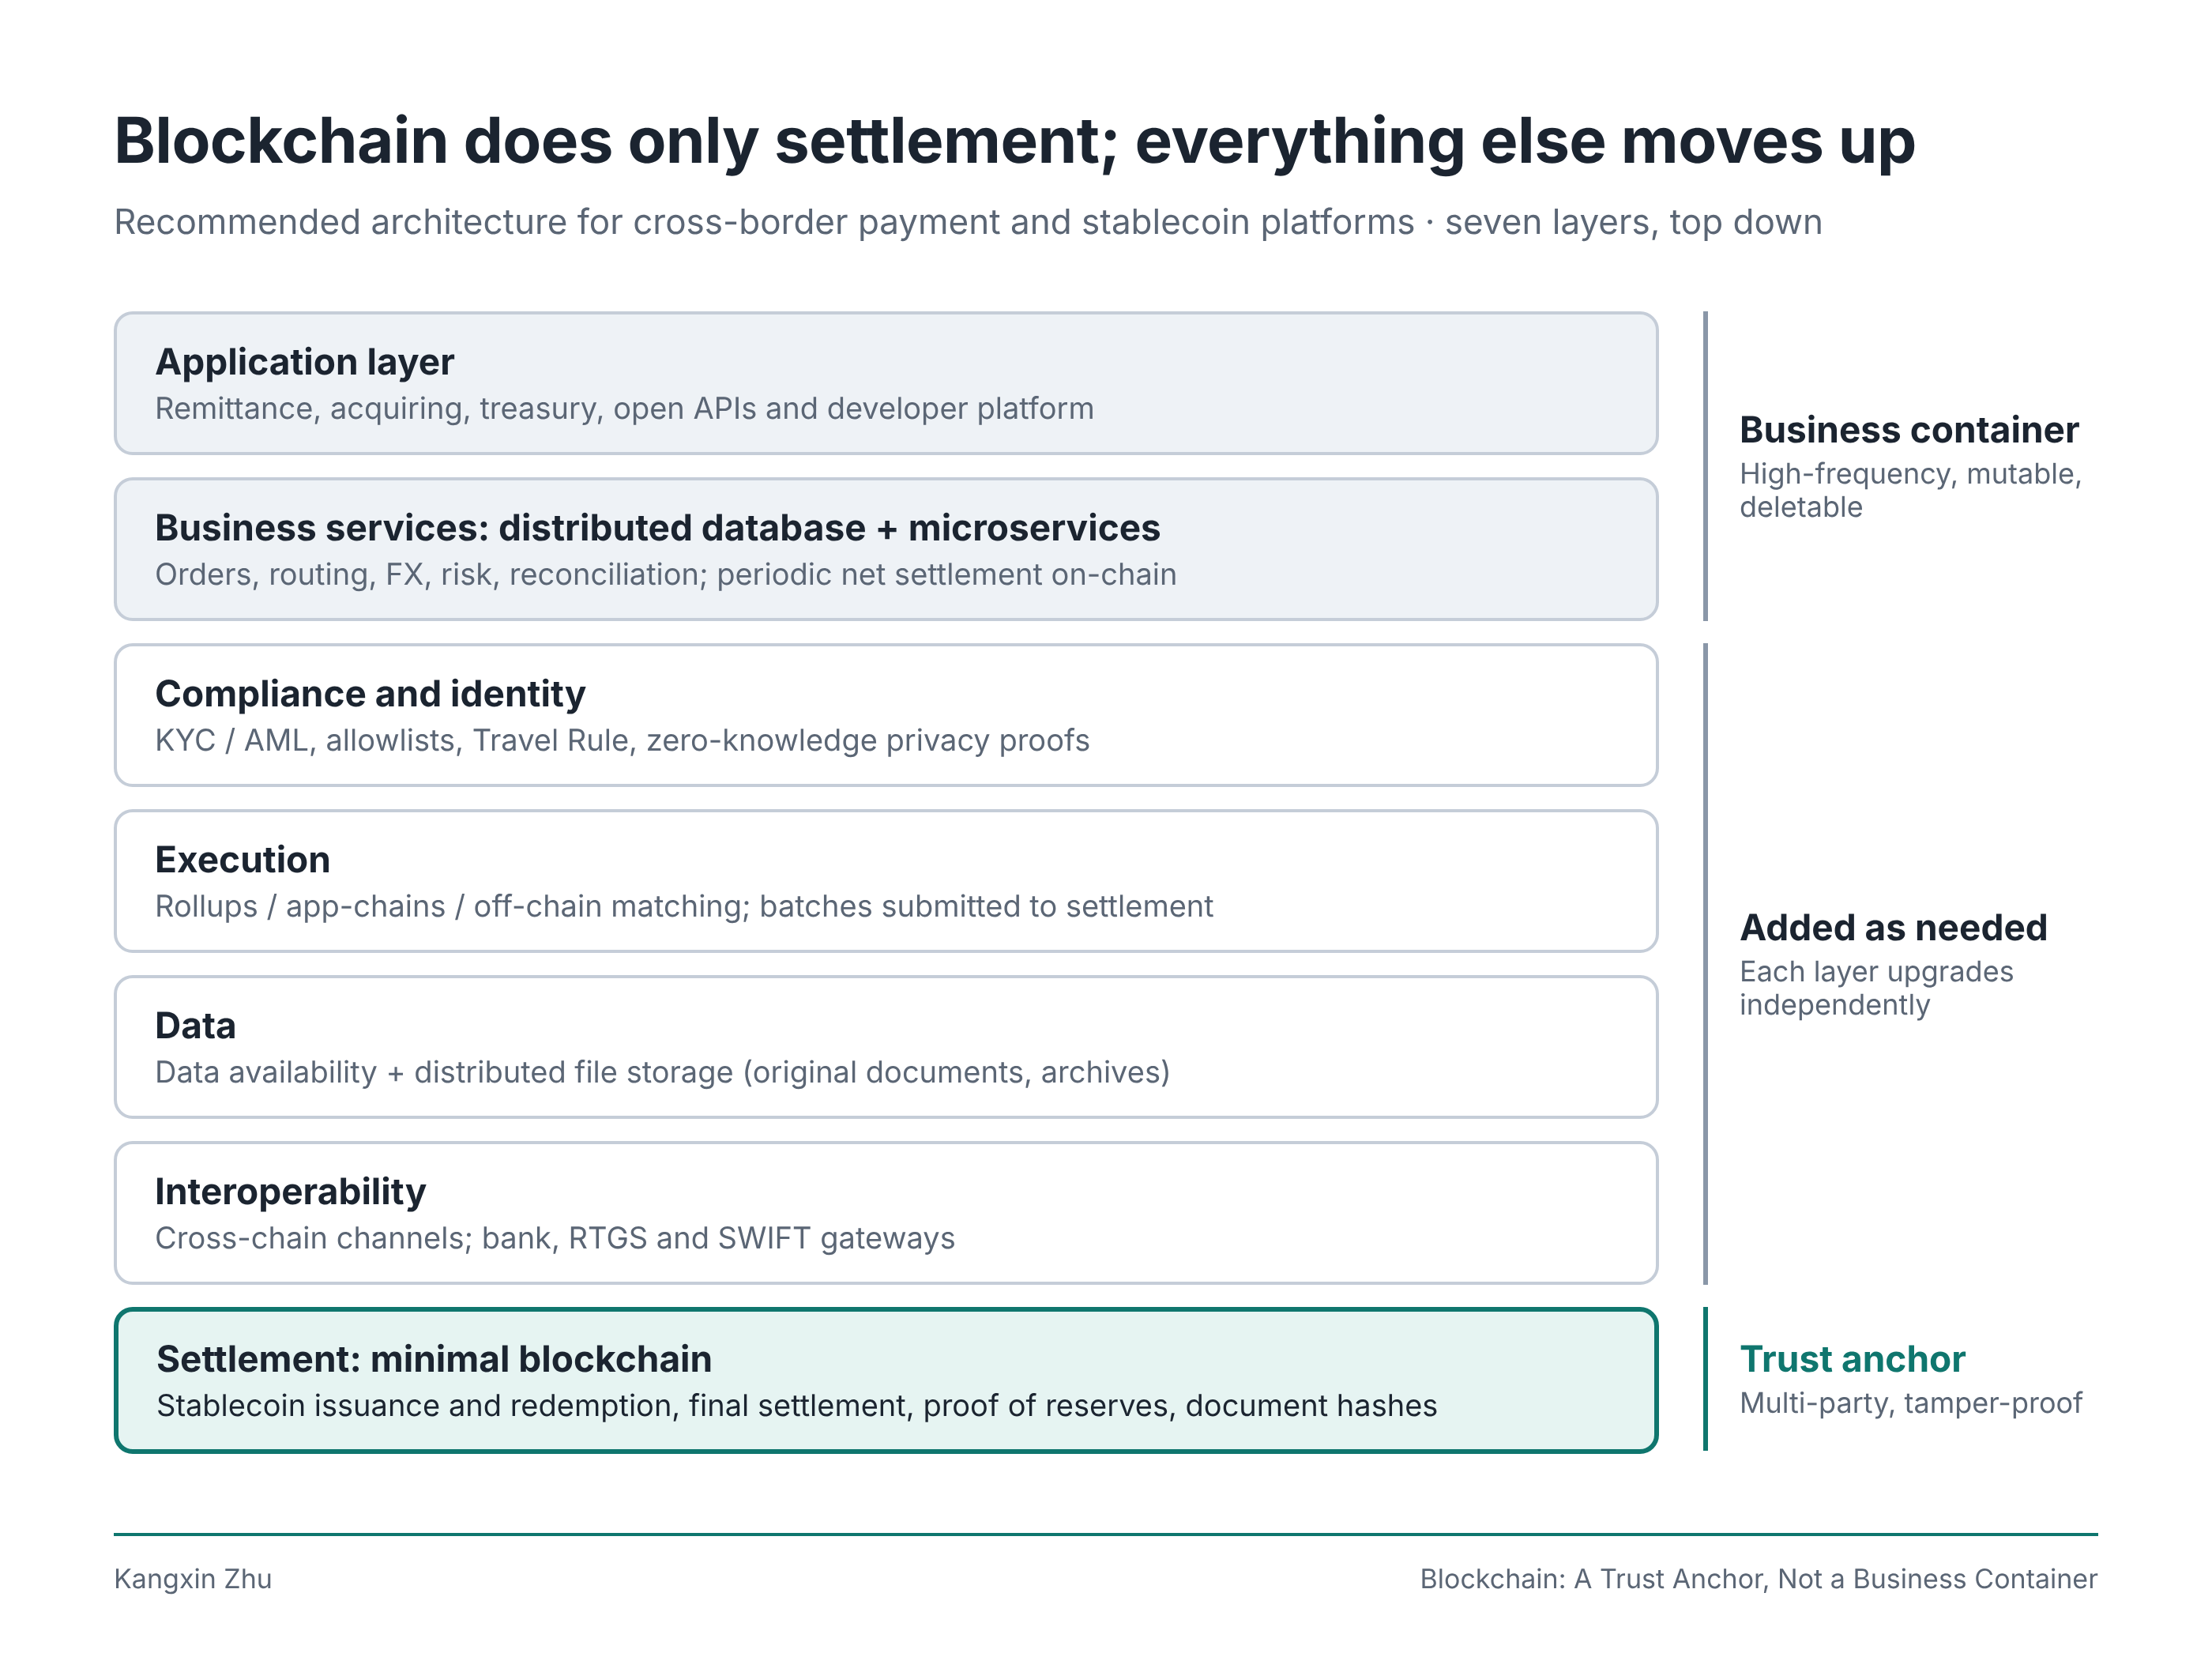 Blockchain does only settlement; everything else moves up
Recommended architecture for cross-border payment and stablecoin platforms · seven layers, top down
Application layer
Remittance, acquiring, treasury, open APIs and developer platform
Business services: distributed database + microservices
Orders, routing, FX, risk, reconciliation; periodic net settlement on-chain
Business container
High-frequency, mutable,
deletable
Compliance and identity
KYC / AML, allowlists, Travel Rule, zero-knowledge privacy proofs
Execution
Rollups / app-chains / off-chain matching; batches submitted to settlement
Data
Data availability + distributed file storage (original documents, archives)
Interoperability
Cross-chain channels; bank, RTGS and SWIFT gateways
Added as needed
Each layer upgrades
independently
Settlement: minimal blockchain
Stablecoin issuance and redemption, final settlement, proof of reserves, document hashes
Trust anchor
Multi-party, tamper-proof
Kangxin Zhu
Blockchain: A Trust Anchor, Not a Business Container